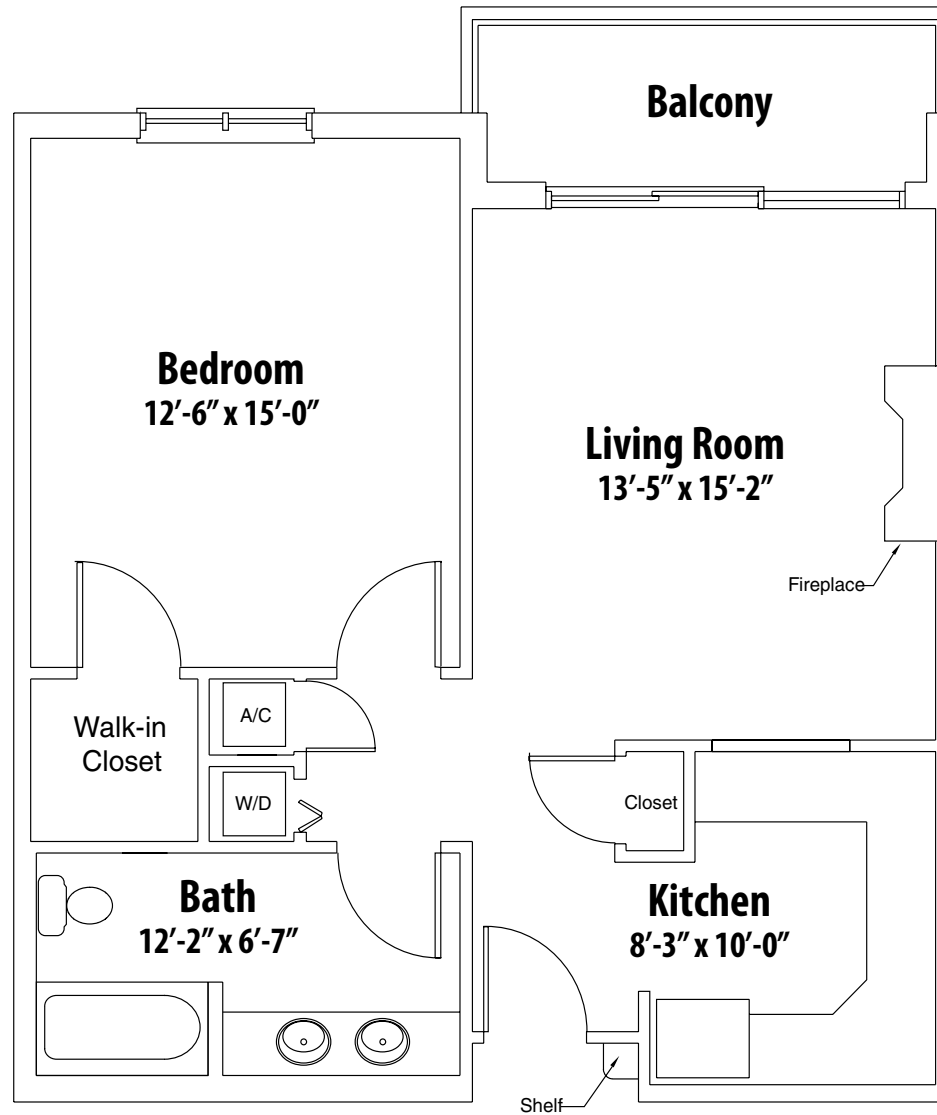 Balcony
Bedroom
12′-6″ x 15′-0″
Living Room
13′-5″ x 15′-2″
Fireplace
A/C
Walk-in
Closet
W/D
Closet
Bath
12′-2″ x 6′-7″
Kitchen
8′-3″ x 10′-0″
Shelf